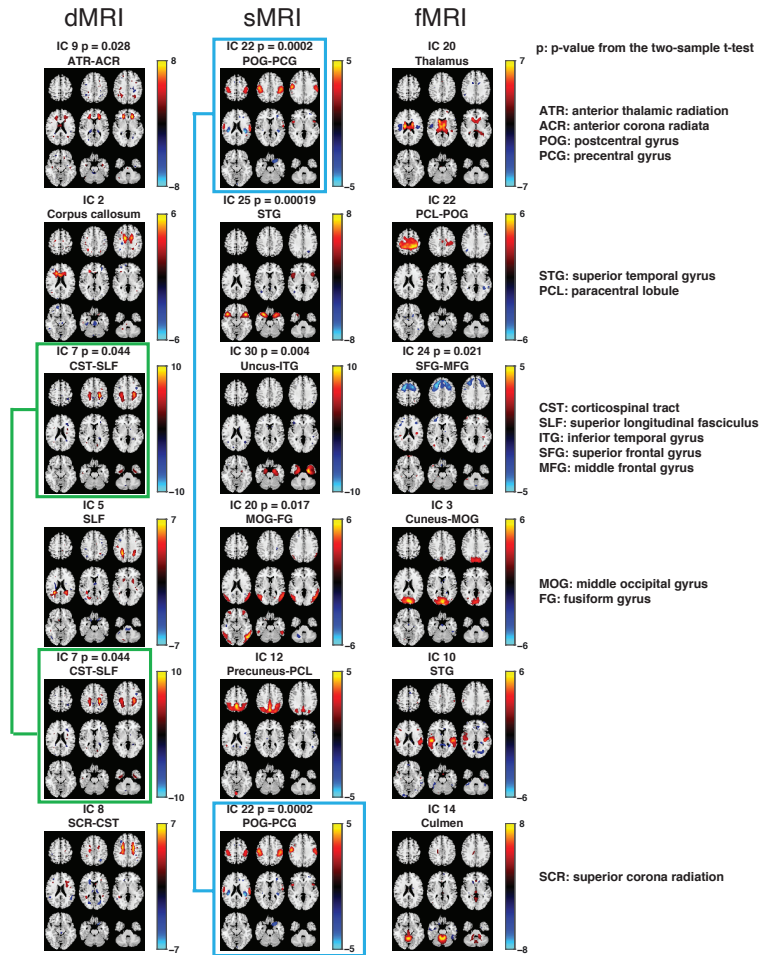 dMRI
sMRI
fMRI
IC 9 p = 0.028
ATR-ACR
8
−8
IC 22 p = 0.0002
POG-PCG
5
−5
IC 20
Thalamus
7
−7
p: p-value from the two-sample t-test
ATR: anterior thalamic radiation
ACR: anterior corona radiata
POG: postcentral gyrus
PCG: precentral gyrus
IC 2
Corpus callosum
6
−6
IC 25 p = 0.00019
STG
8
−8
IC 22
PCL-POG
6
−6
STG: superior temporal gyrus
PCL: paracentral lobule
IC 7 p = 0.044
CST-SLF
10
−10
IC 30 p = 0.004
Uncus-ITG
10
−10
IC 24 p = 0.021
SFG-MFG
5
−5
CST: corticospinal tract
SLF: superior longitudinal fasciculus
ITG: inferior temporal gyrus
SFG: superior frontal gyrus
MFG: middle frontal gyrus
IC 5
SLF
7
−7
IC 20 p = 0.017
MOG-FG
6
−6
IC 3
Cuneus-MOG
6
−6
MOG: middle occipital gyrus
FG: fusiform gyrus
IC 7 p = 0.044
CST-SLF
10
−10
IC 12
Precuneus-PCL
5
−5
IC 10
STG
6
−6
IC 8
SCR-CST
7
−7
IC 22 p = 0.0002
POG-PCG
5
−5
IC 14
Culmen
8
−8
SCR: superior corona radiation